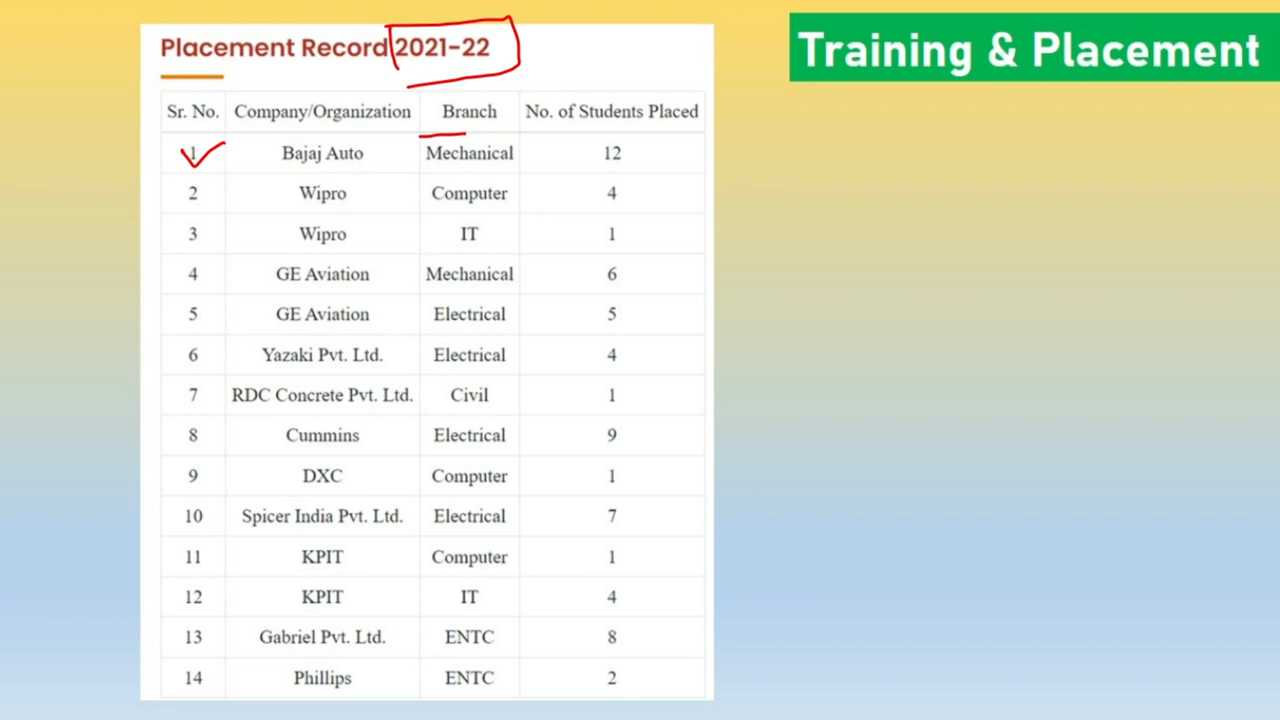 Placement Record 2021-22
Training & Placement
Sr. No. Company/Organization Branch No. of Students Placed
1 Bajaj Auto Mechanical 12
2 Wipro Computer 4
3 Wipro IT 1
4 GE Aviation Mechanical 6
5 GE Aviation Electrical 5
6 Yazaki Pvt. Ltd. Electrical 4
7 RDC Concrete Pvt. Ltd. Civil 1
8 Cummins Electrical 9
9 DXC Computer 1
10 Spicer India Pvt. Ltd. Electrical 7
11 KPIT Computer 1
12 KPIT IT 4
13 Gabriel Pvt. Ltd. ENTC 8
14 Phillips ENTC 2